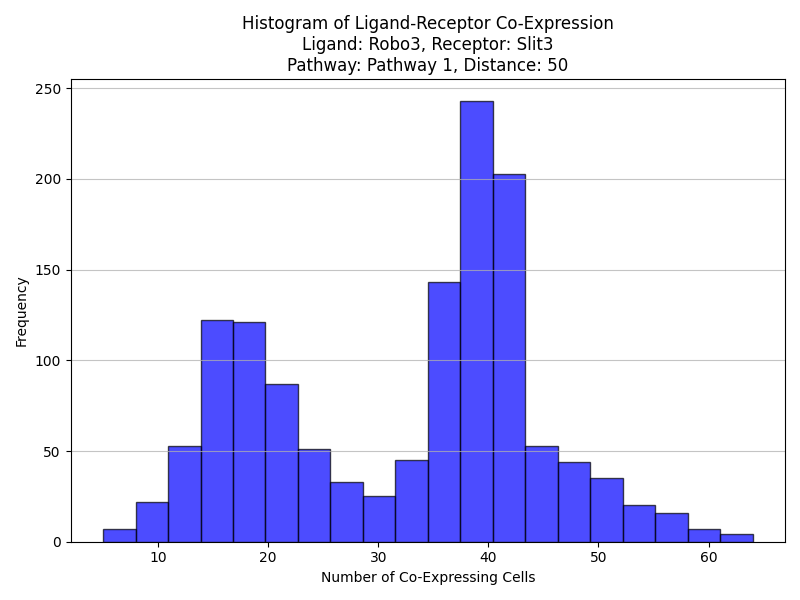 Histogram of Ligand-Receptor Co-Expression
Ligand: Robo3, Receptor: Slit3
Pathway: Pathway 1, Distance: 50
250
200
150
100
50
0
Frequency
10 20 30 40 50 60
Number of Co-Expressing Cells